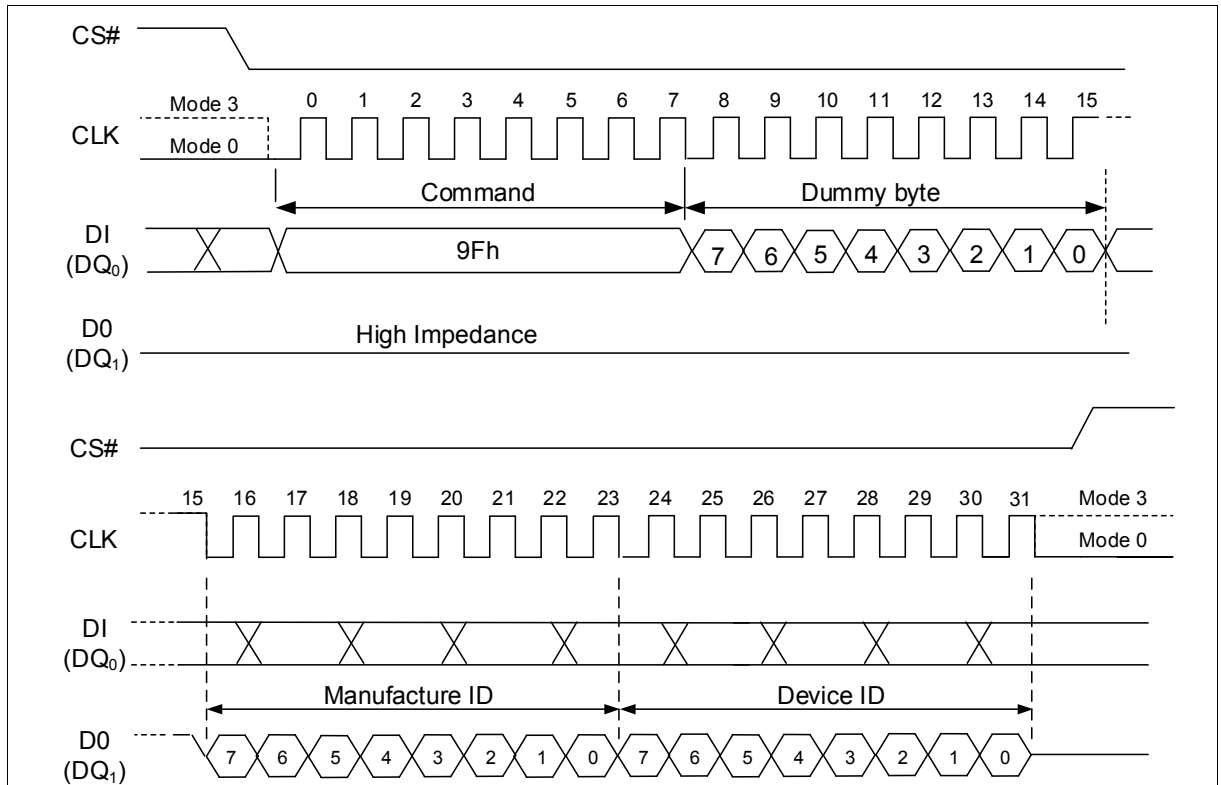 CS#
Mode 3 0 1 2 3 4 5 6 7 8 9 10 11 12 13 14 15
CLK
Mode 0
Command Dummy byte
DI
(DQ₀)
9Fh 7 6 5 4 3 2 1 0
D0
(DQ₁)
High Impedance
CS#
15 16 17 18 19 20 21 22 23 24 25 26 27 28 29 30 31 Mode 3
CLK
Mode 0
DI
(DQ₀)
Manufacture ID Device ID
D0
(DQ₁)
7 6 5 4 3 2 1 0 7 6 5 4 3 2 1 0